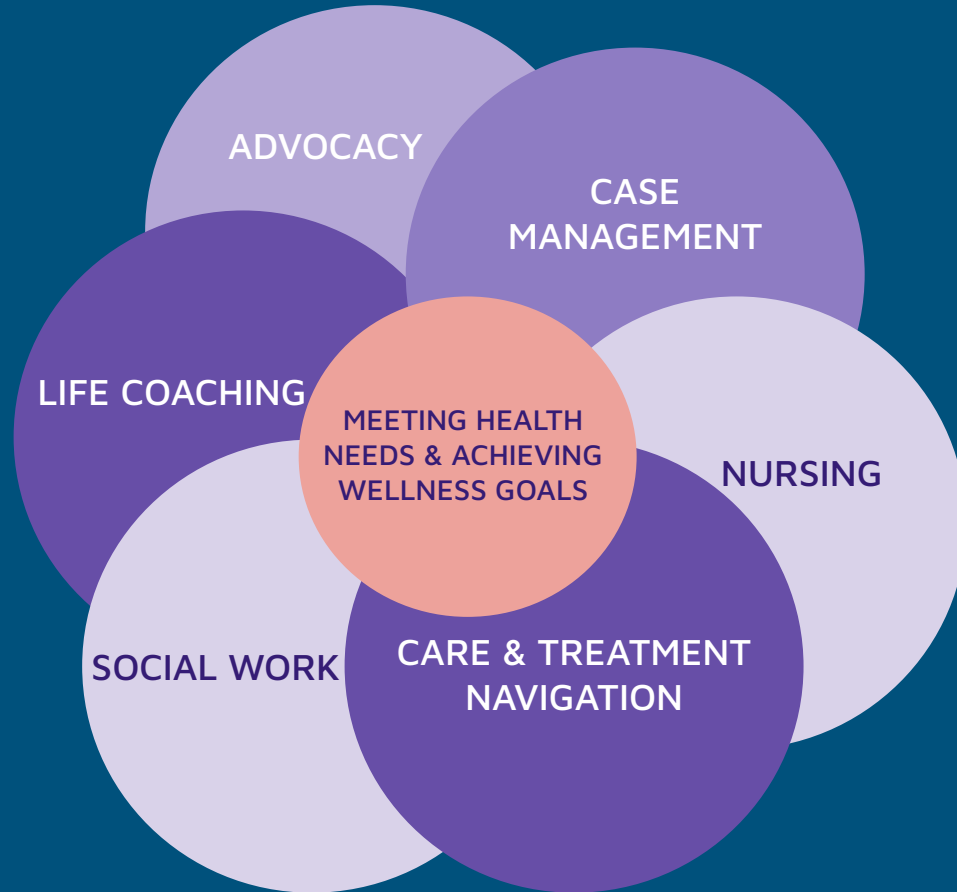 ADVOCACY
CASE
MANAGEMENT
LIFE COACHING
MEETING HEALTH
NEEDS & ACHIEVING
WELLNESS GOALS
NURSING
SOCIAL WORK
CARE & TREATMENT
NAVIGATION